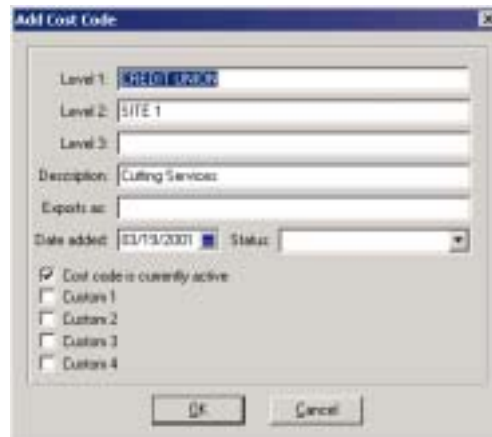 Add Cost Code
Level 1: CREDIT UNION
Level 2: SITE 1
Level 3:
Description: Cutting Services
Exports as:
Date added: 03/19/2001 Status:
Cost code is currently active
Custom 1
Custom 2
Custom 3
Custom 4
OK Cancel